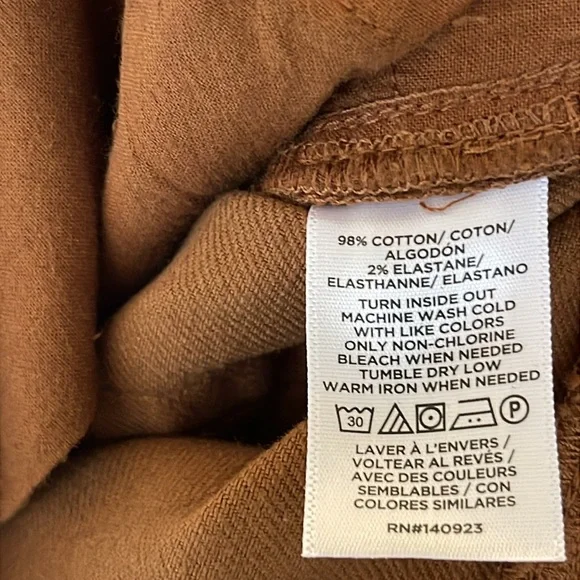 98% COTTON/ COTON/
ALGODÓN
2% ELASTANE/
ELASTHANNE/ ELASTANO
TURN INSIDE OUT
MACHINE WASH COLD
WITH LIKE COLORS
ONLY NON-CHLORINE
BLEACH WHEN NEEDED
TUMBLE DRY LOW
WARM IRON WHEN NEEDED
30 P
LAVER À L'ENVERS /
VOLTEAR AL REVÉS /
AVEC DES COULEURS
SEMBLABLES / CON
COLORES SIMILARES
RN#140923